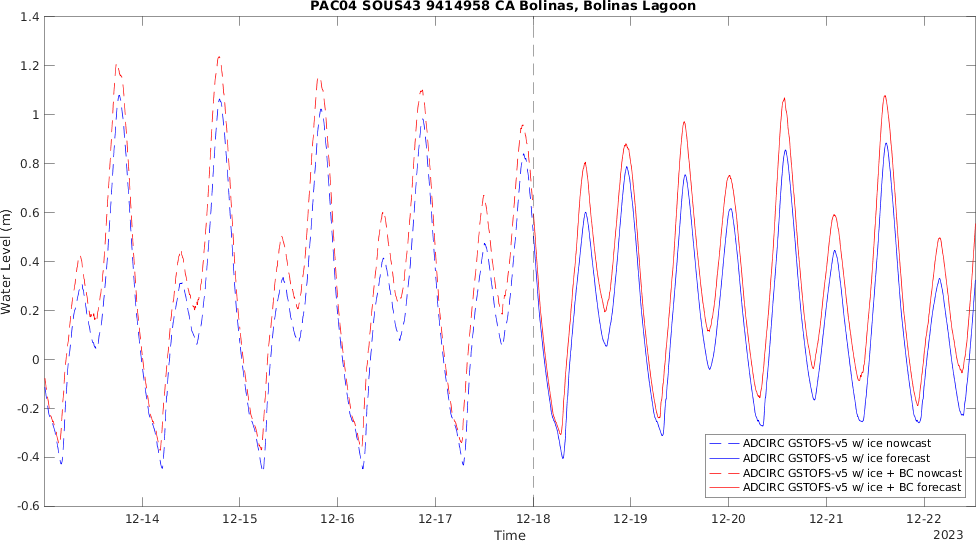 PAC04 SOUS43 9414958 CA Bolinas, Bolinas Lagoon
1.4
1.2
1
0.8
0.6
0.4
0.2
0
-0.2
-0.4
-0.6
Water Level (m)
ADCIRC GSTOFS-v5 w/ ice nowcast
ADCIRC GSTOFS-v5 w/ ice forecast
ADCIRC GSTOFS-v5 w/ ice + BC nowcast
ADCIRC GSTOFS-v5 w/ ice + BC forecast
12-14 12-15 12-16 12-17 12-18 12-19 12-20 12-21 12-22
Time
2023